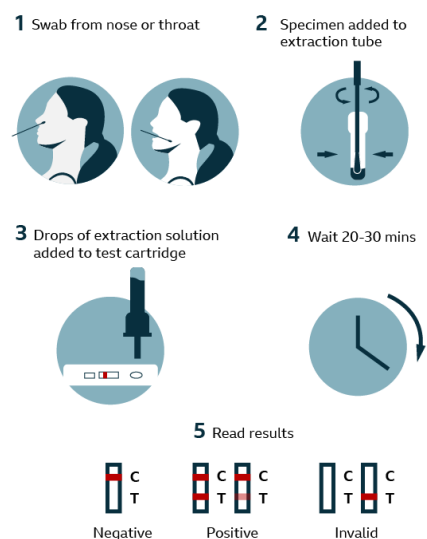 1 Swab from nose or throat
2 Specimen added to
extraction tube
3 Drops of extraction solution
added to test cartridge
4 Wait 20-30 mins
5 Read results
C
T
Negative
C C
T T
Positive
C C
T T
Invalid